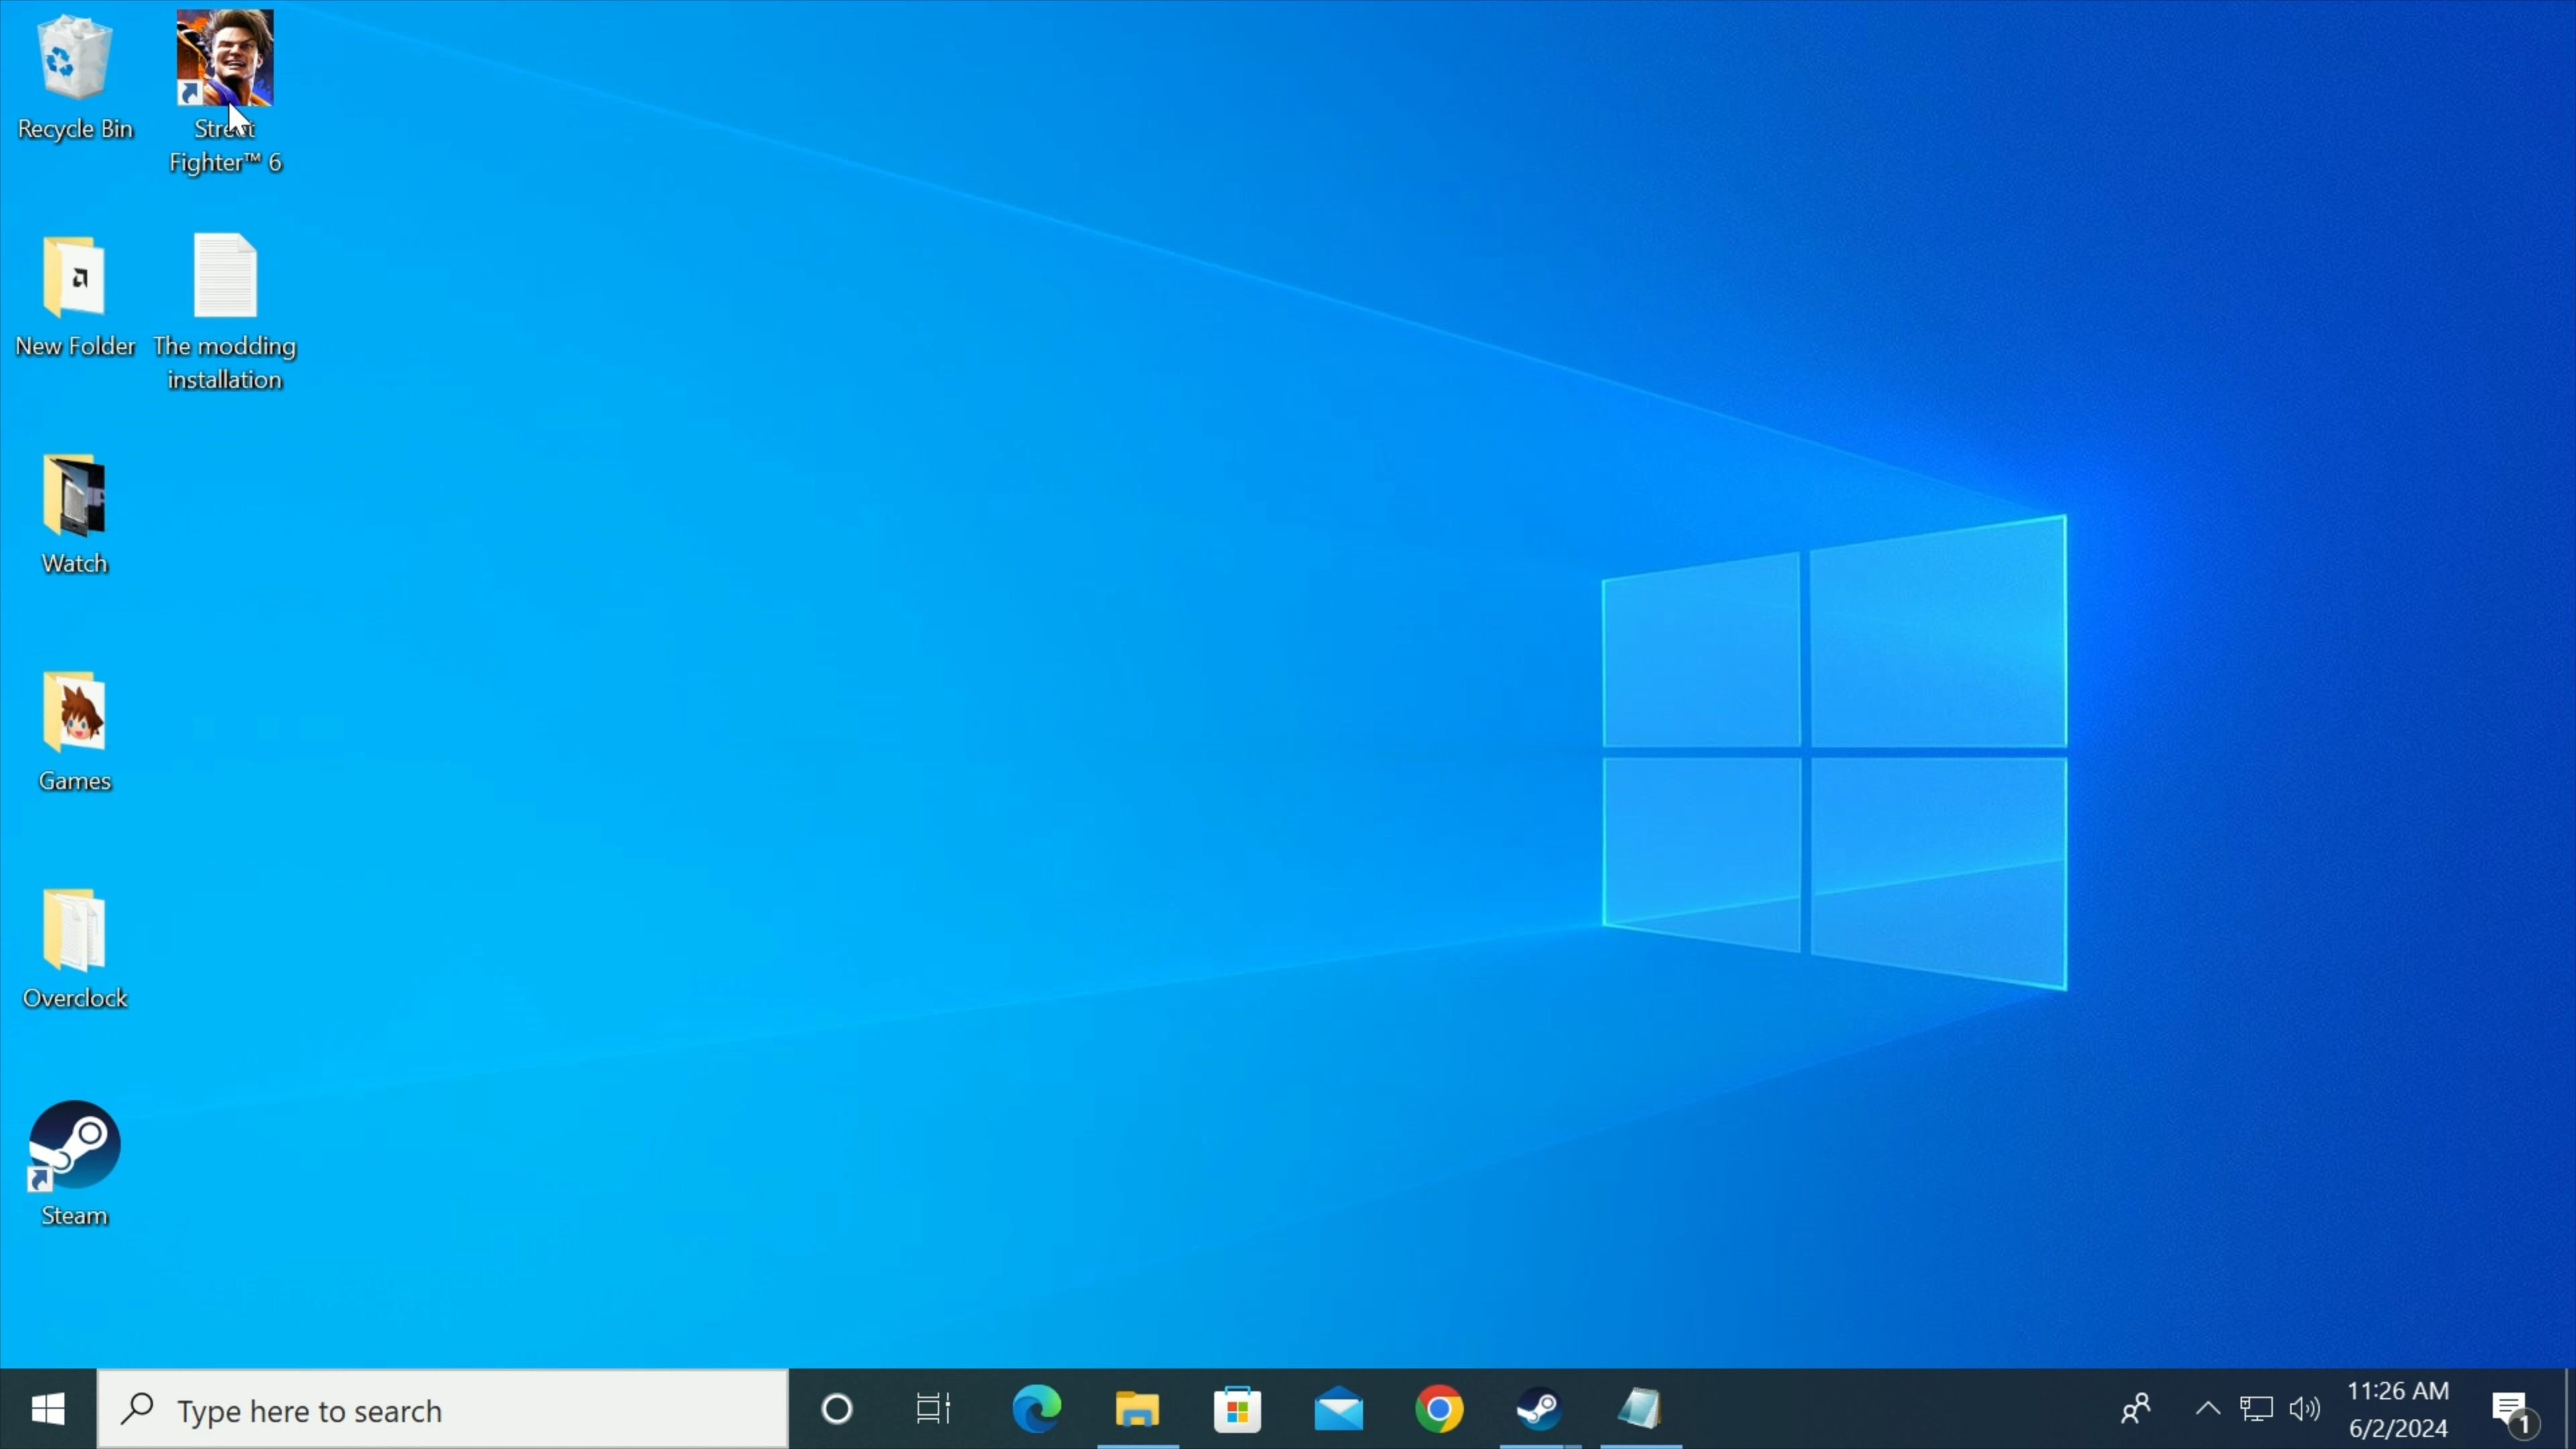 Recycle Bin
Street
Fighter™ 6
New Folder
The modding
installation
Watch
Games
Overclock
Steam
Type here to search
11:26 AM
6/2/2024
1